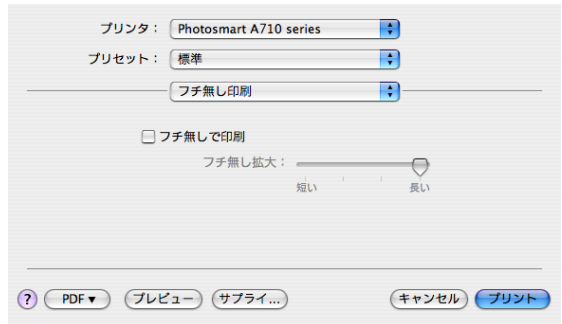 プリンタ： Photosmart A710 series
プリセット： 標準
フチ無し印刷
フチ無しで印刷
フチ無し拡大：
短い 長い
? PDF▼ プレビュー サプライ... キャンセル プリント